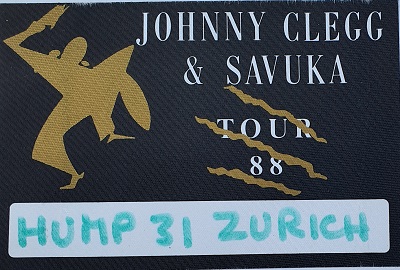 JOHNNY CLEGG
& SAVUKA
TOUR
88
HUMP 31 ZURICH